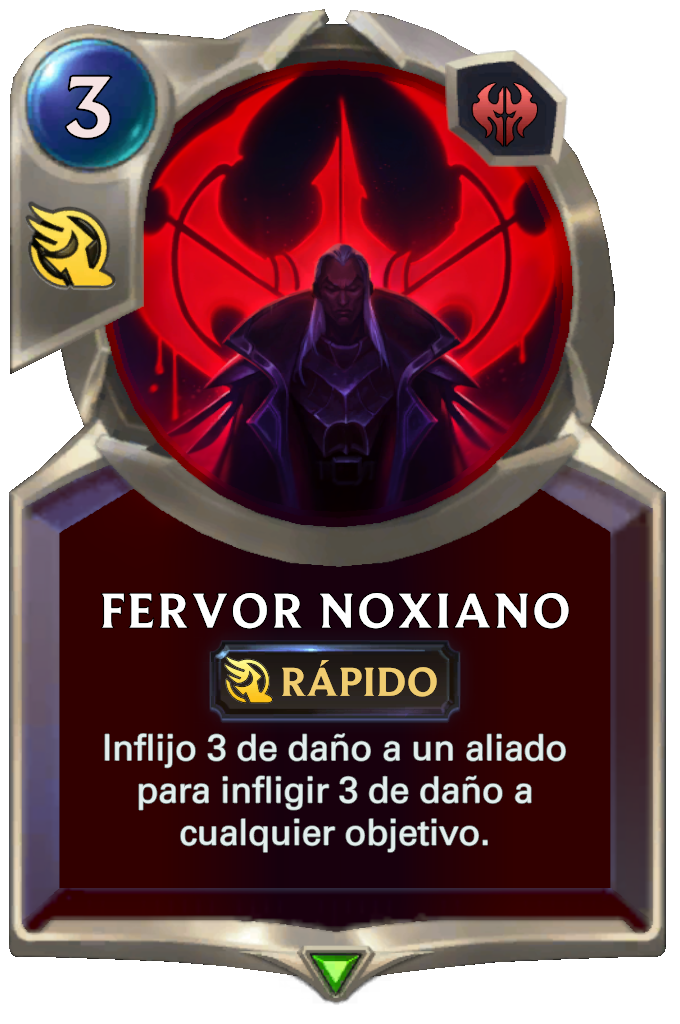 3
FERVOR NOXIANO
RÁPIDO
Inflijo 3 de daño a un aliado
para infligir 3 de daño a
cualquier objetivo.